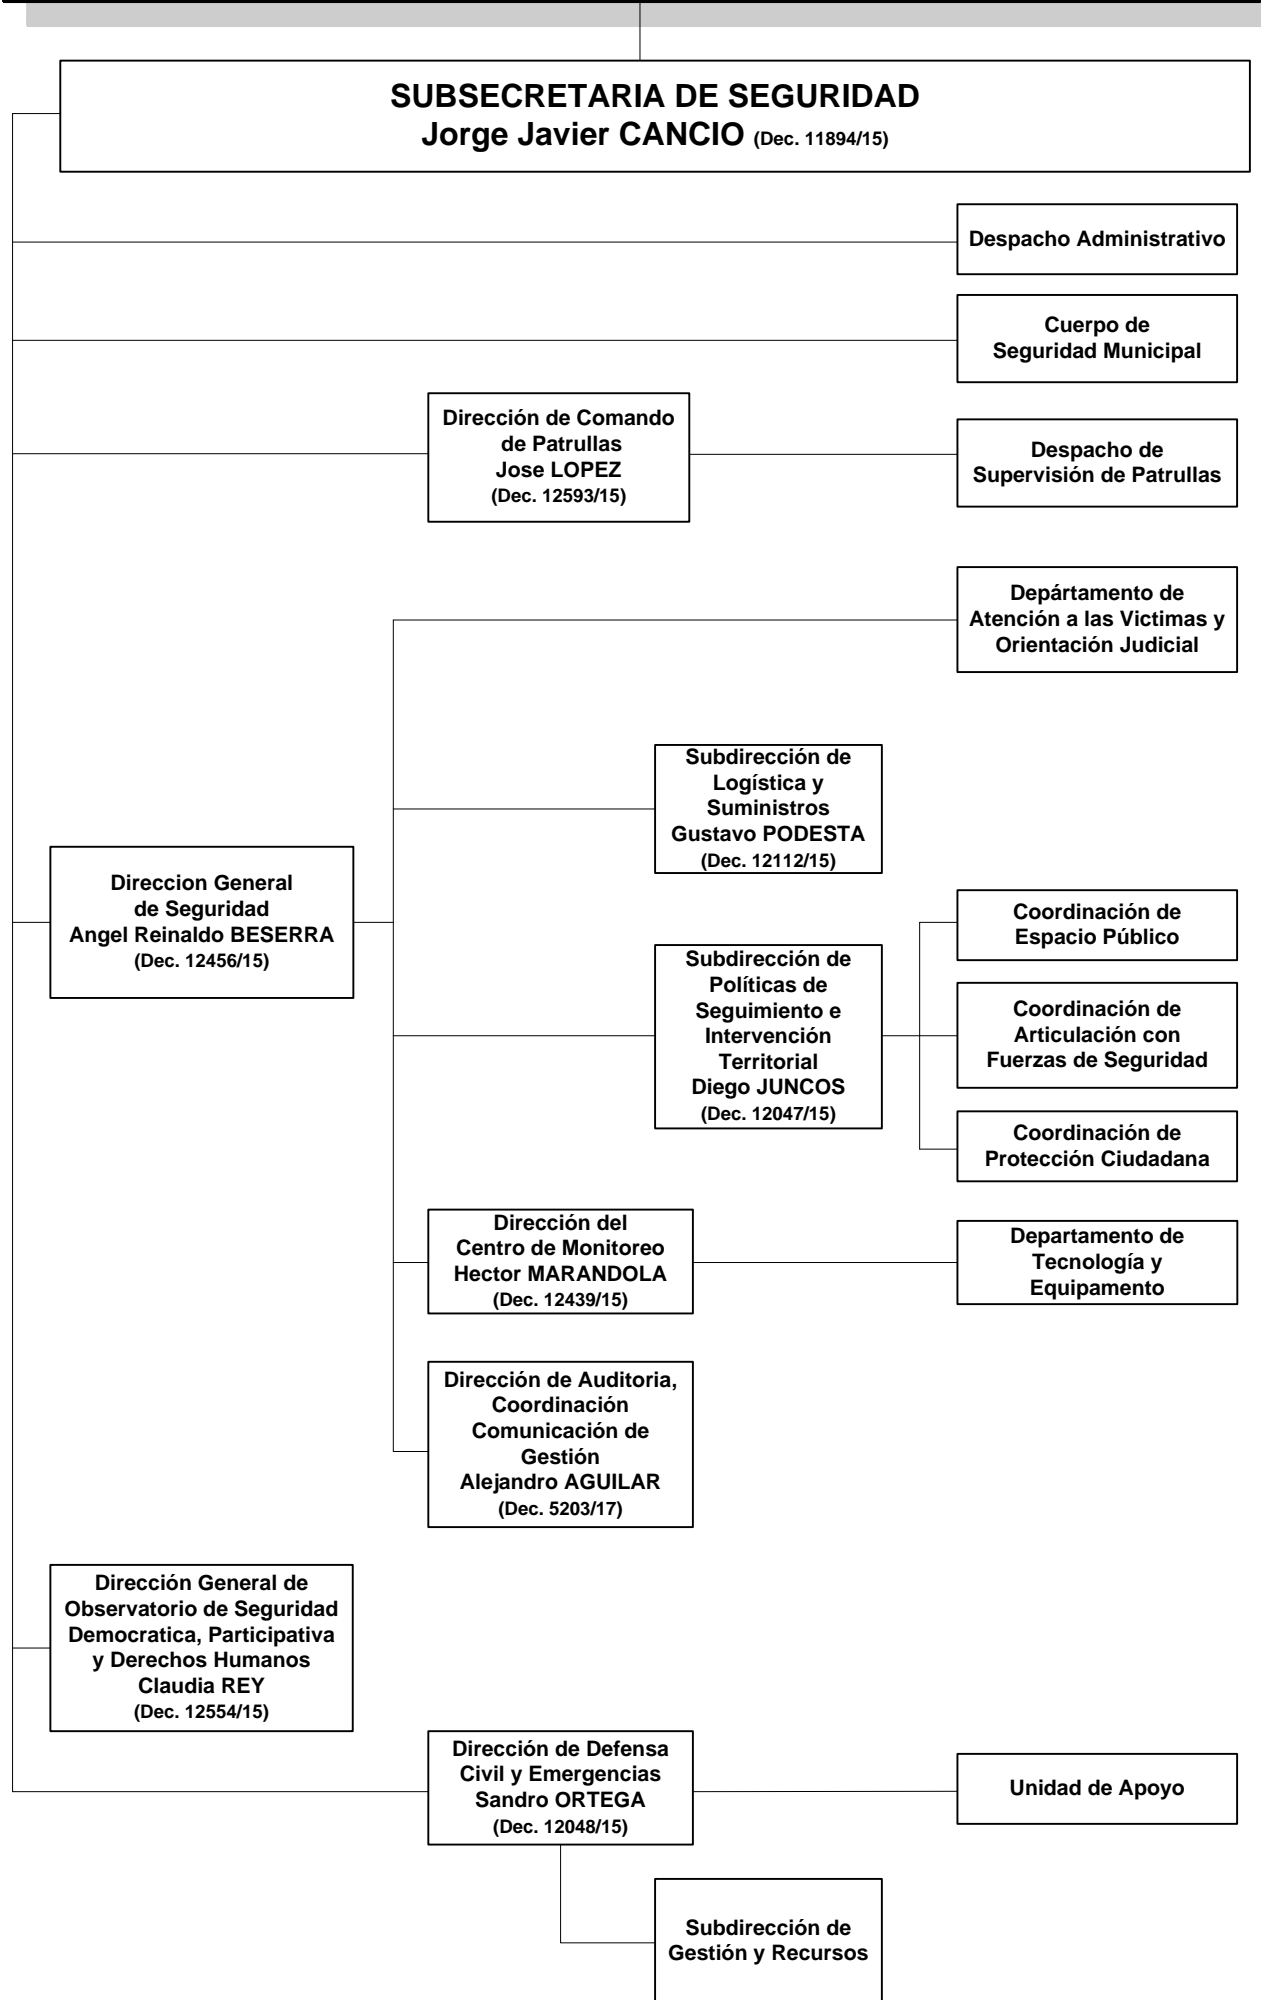 SUBSECRETARIA DE SEGURIDAD
Jorge Javier CANCIO (Dec. 11894/15)
Despacho Administrativo
Cuerpo de
Seguridad Municipal
Dirección de Comando
de Patrullas
Jose LOPEZ
(Dec. 12593/15)
Despacho de
Supervisión de Patrullas
Depártamento de
Atención a las Victimas y
Orientación Judicial
Subdirección de
Logística y
Suministros
Gustavo PODESTA
(Dec. 12112/15)
Direccion General
de Seguridad
Angel Reinaldo BESERRA
(Dec. 12456/15)
Subdirección de
Políticas de
Seguimiento e
Intervención
Territorial
Diego JUNCOS
(Dec. 12047/15)
Coordinación de
Espacio Público
Coordinación de
Articulación con
Fuerzas de Seguridad
Coordinación de
Protección Ciudadana
Dirección del
Centro de Monitoreo
Hector MARANDOLA
(Dec. 12439/15)
Departamento de
Tecnología y
Equipamento
Dirección de Auditoria,
Coordinación
Comunicación de
Gestión
Alejandro AGUILAR
(Dec. 5203/17)
Dirección General de
Observatorio de Seguridad
Democratica, Participativa
y Derechos Humanos
Claudia REY
(Dec. 12554/15)
Dirección de Defensa
Civil y Emergencias
Sandro ORTEGA
(Dec. 12048/15)
Unidad de Apoyo
Subdirección de
Gestión y Recursos